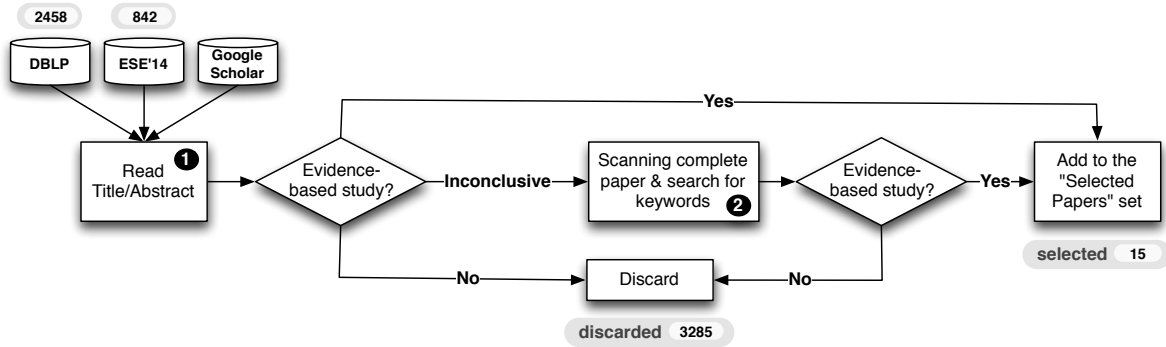 2458
842
DBLP
ESE'14
Google
Scholar
Yes
Read
Title/Abstract
1
Evidence-
based study?
Inconclusive
Scanning complete
paper & search for
keywords
2
Evidence-
based study?
Yes
Add to the
"Selected
Papers" set
selected 15
No
Discard
No
discarded 3285